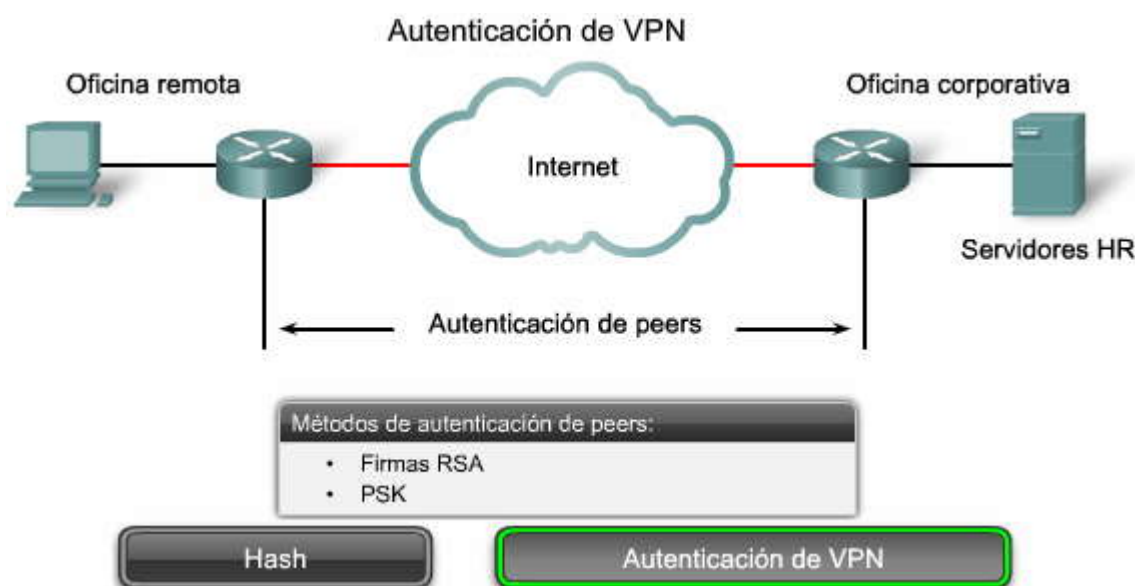 Autenticación de VPN
Oficina remota
Oficina corporativa
Internet
Servidores HR
Autenticación de peers
Métodos de autenticación de peers:
• Firmas RSA
• PSK
Hash
Autenticación de VPN